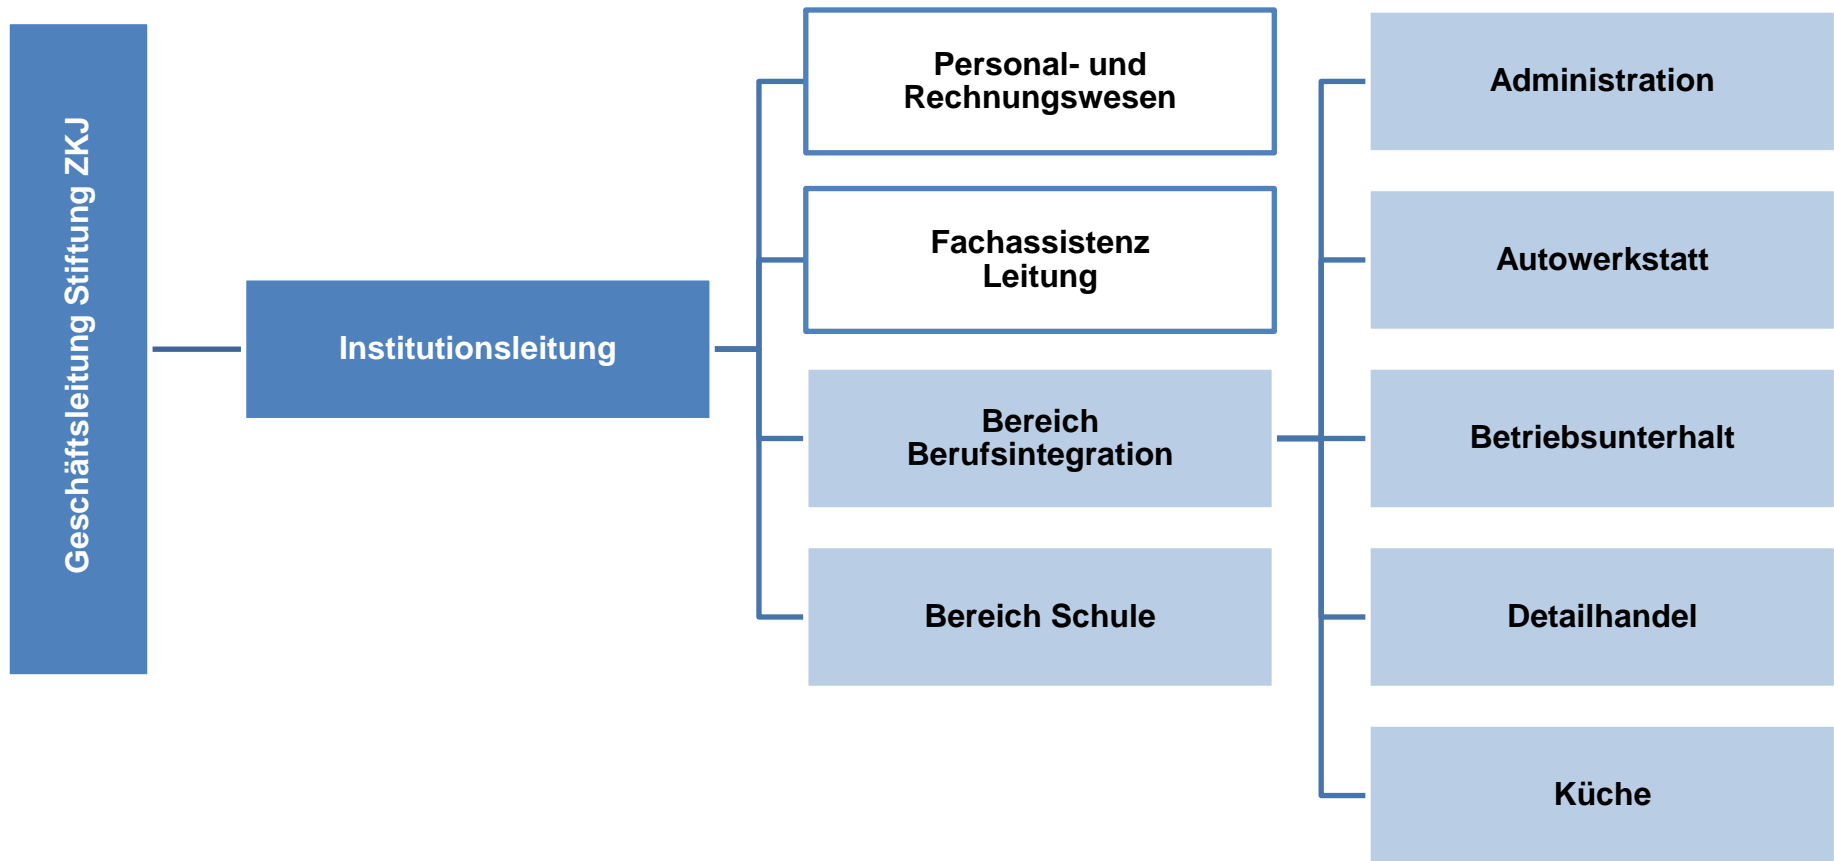 Geschäftsleitung Stiftung ZKJ
Institutionsleitung
Personal- und
Rechnungswesen
Fachassistenz
Leitung
Bereich
Berufsintegration
Bereich Schule
Administration
Autowerkstatt
Betriebsunterhalt
Detailhandel
Küche